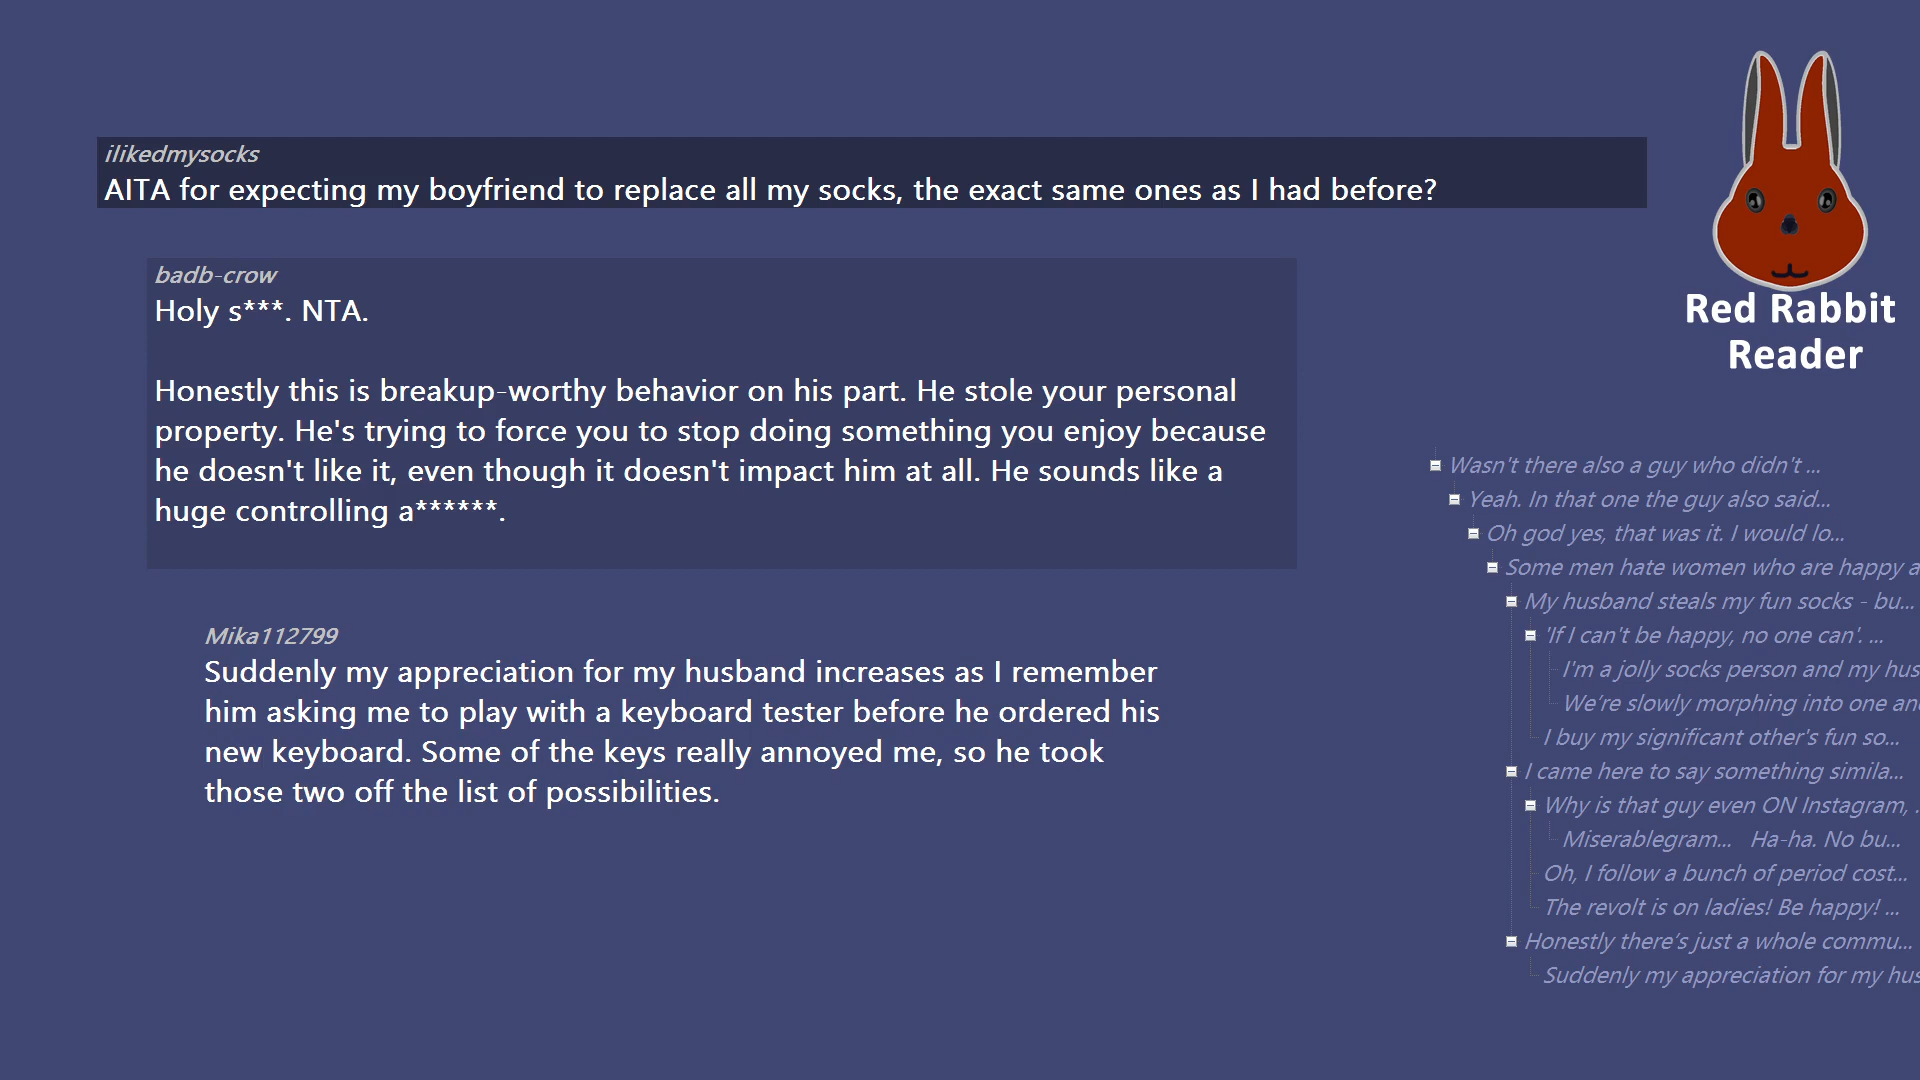 ilikedmysocks
AITA for expecting my boyfriend to replace all my socks, the exact same ones as I had before?
badb-crow
Holy s***. NTA.
Honestly this is breakup-worthy behavior on his part. He stole your personal
property. He's trying to force you to stop doing something you enjoy because
he doesn't like it, even though it doesn't impact him at all. He sounds like a
huge controlling a******.
Mika112799
Suddenly my appreciation for my husband increases as I remember
him asking me to play with a keyboard tester before he ordered his
new keyboard. Some of the keys really annoyed me, so he took
those two off the list of possibilities.
Red Rabbit
Reader
Wasn't there also a guy who didn't ...
Yeah. In that one the guy also said...
Oh god yes, that was it. I would lo...
Some men hate women who are happy a
My husband steals my fun socks - bu...
'If I can't be happy, no one can'. ...
I'm a jolly socks person and my hus
We’re slowly morphing into one an
I buy my significant other's fun so...
I came here to say something simila...
Why is that guy even ON Instagram, .
Miserablegram... Ha-ha. No bu...
Oh, I follow a bunch of period cost...
The revolt is on ladies! Be happy! ...
Honestly there’s just a whole commu...
Suddenly my appreciation for my hus